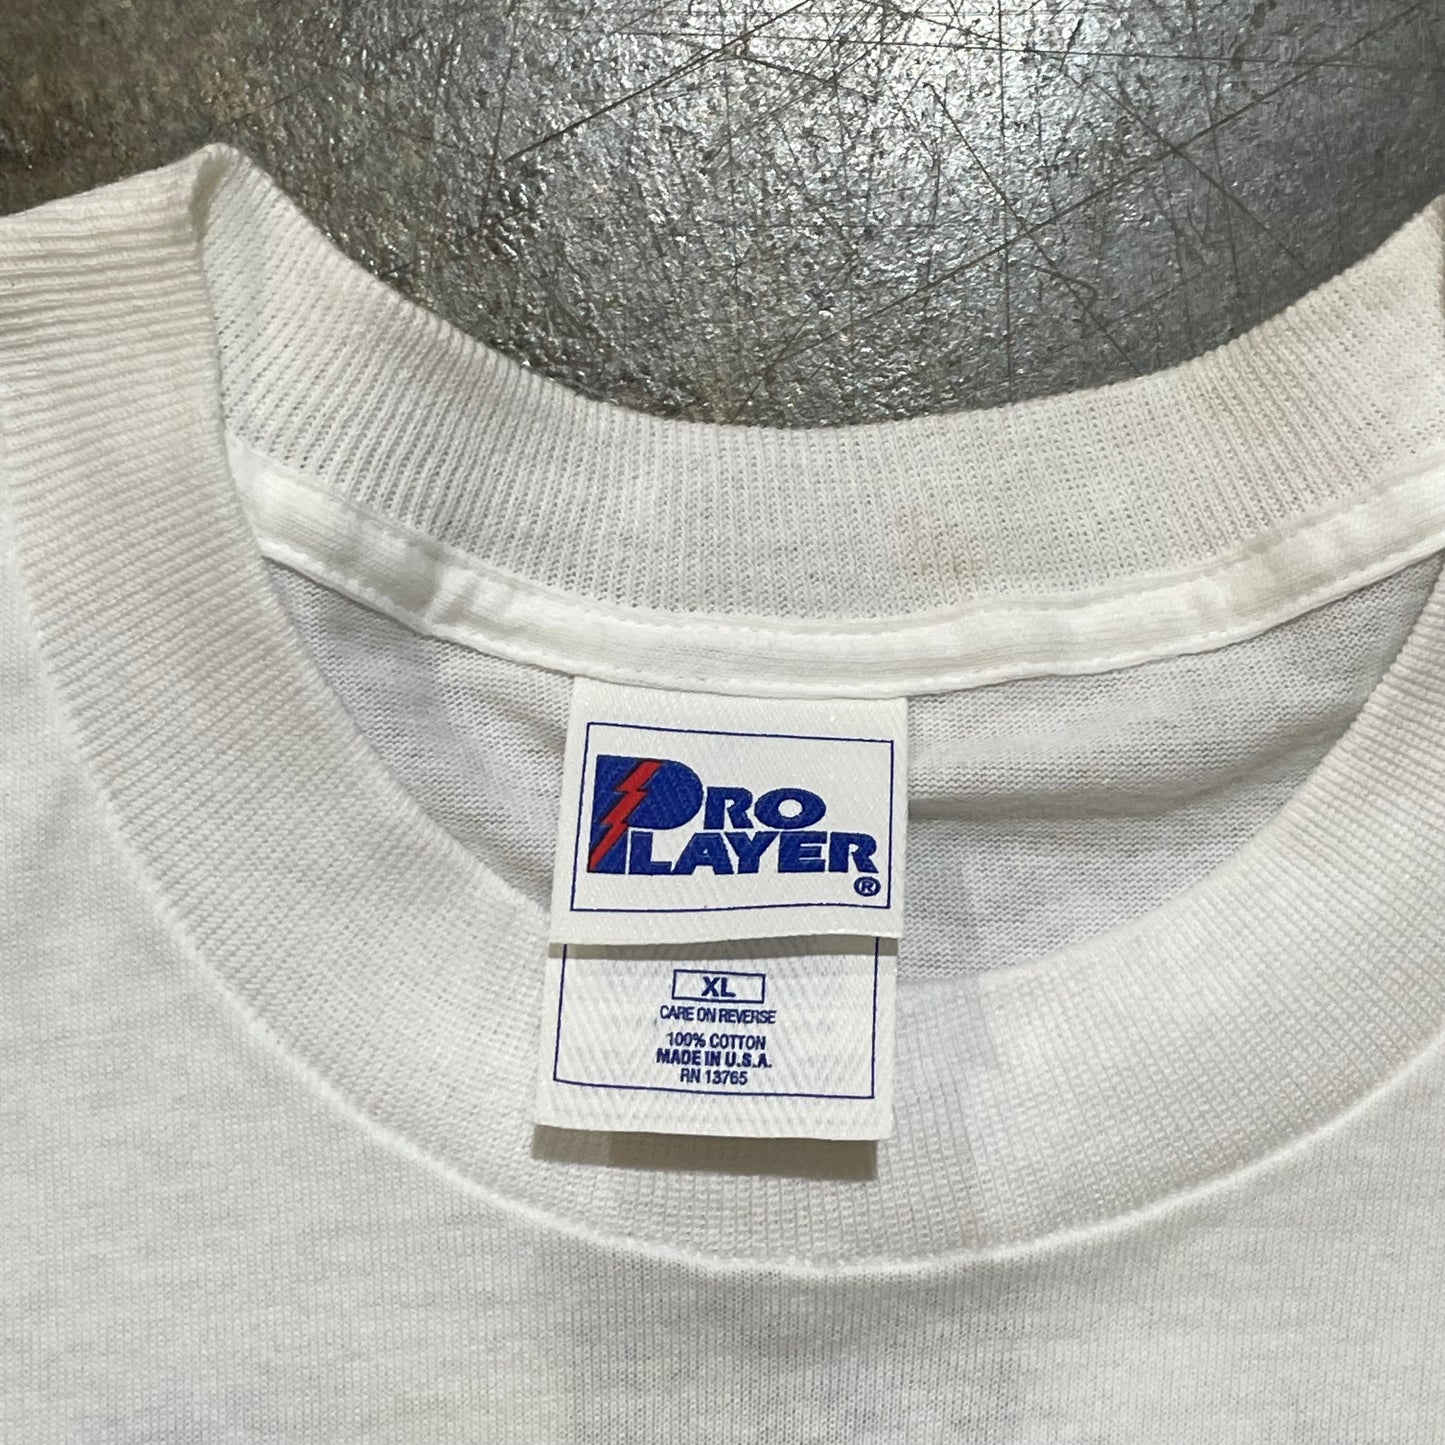 PRO
PLAYER
®
XL
CARE ON REVERSE
100% COTTON
MADE IN U.S.A.
RN 13765